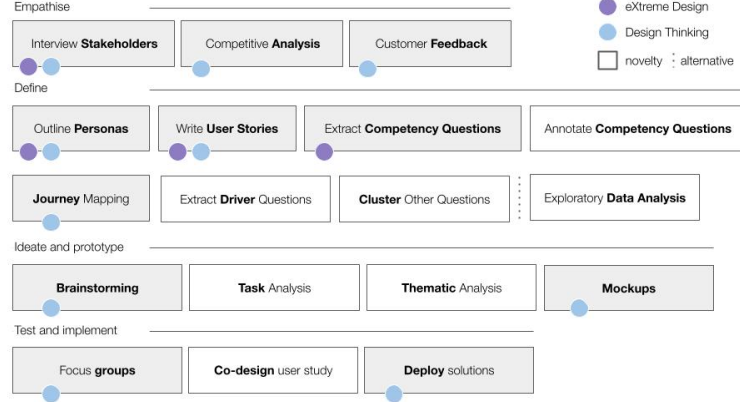 Empathise
eXtreme Design
Interview Stakeholders
Competitive Analysis
Customer Feedback
Design Thinking
novelty
alternative
Define
Outline Personas
Write User Stories
Extract Competency Questions
Annotate Competency Questions
Journey Mapping
Extract Driver Questions
Cluster Other Questions
Exploratory Data Analysis
Ideate and prototype
Brainstorming
Task Analysis
Thematic Analysis
Mockups
Test and implement
Focus groups
Co-design user study
Deploy solutions